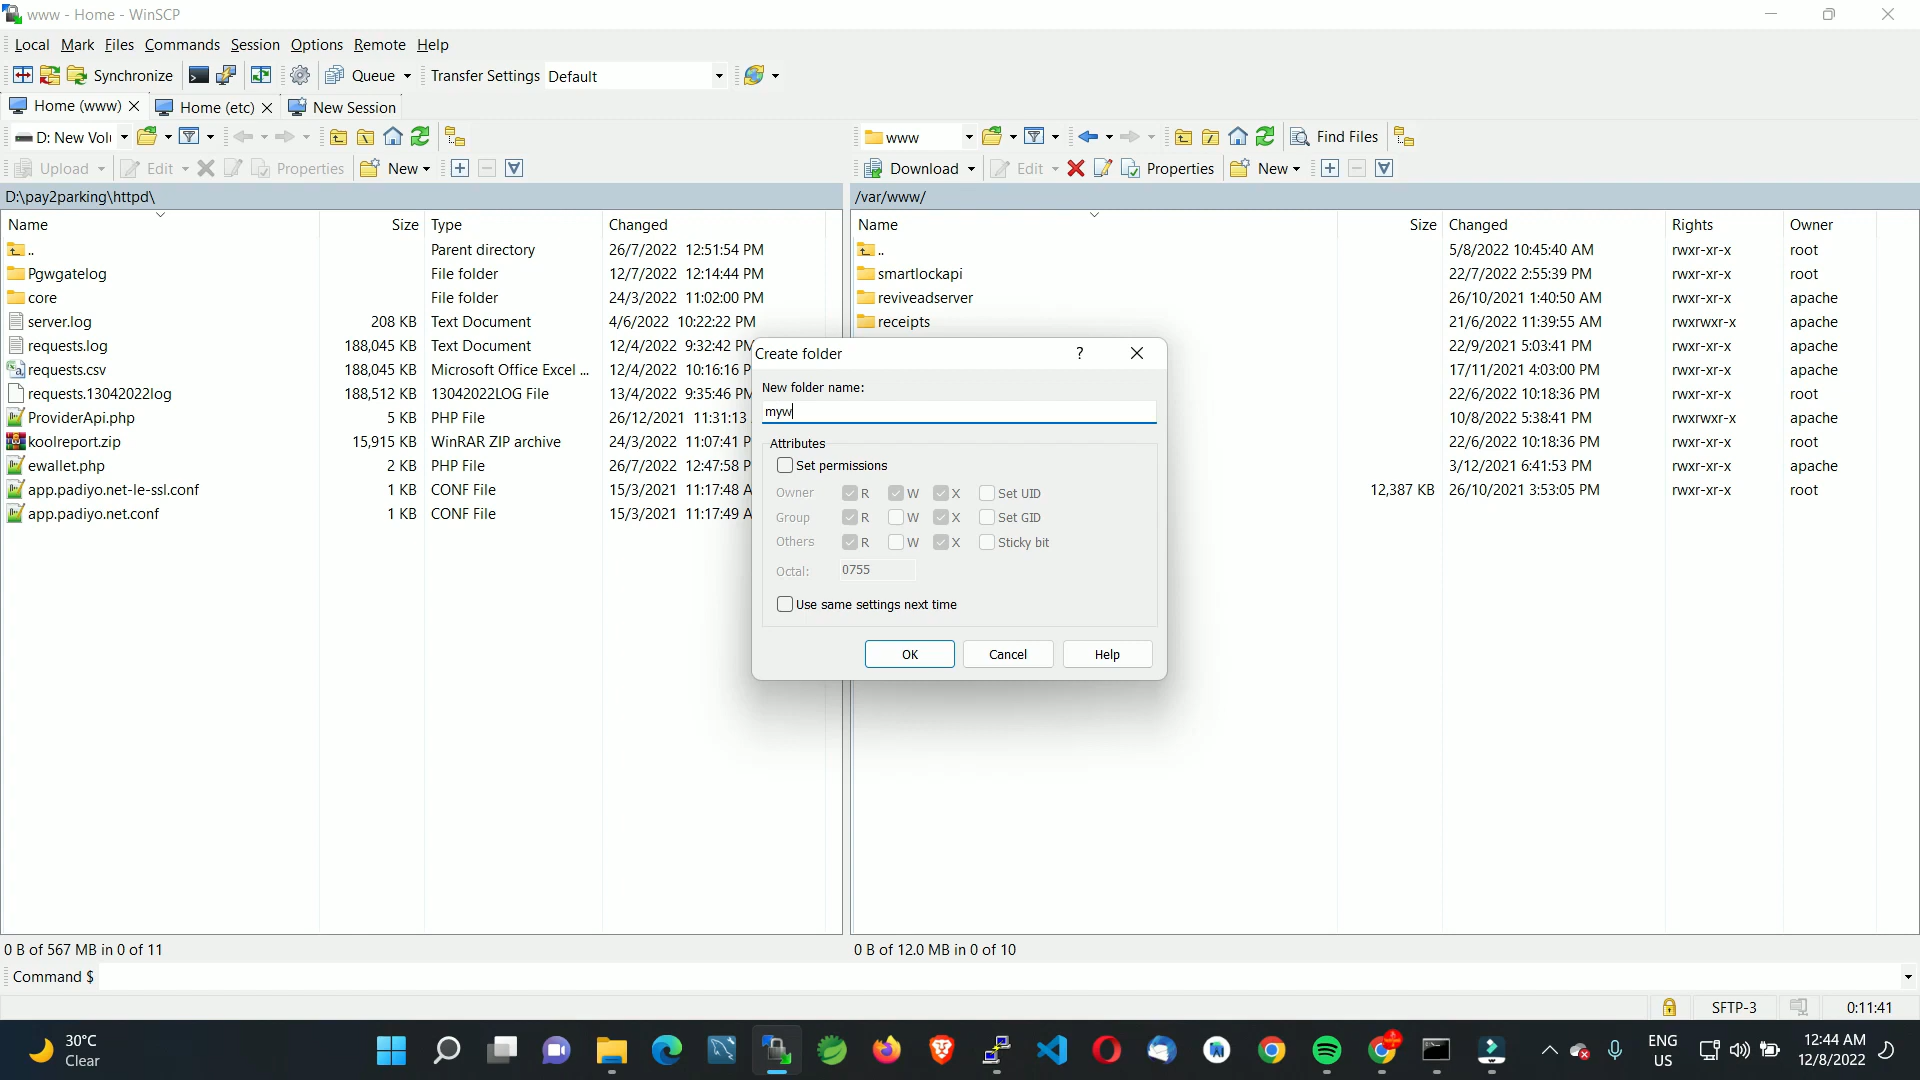 www - Home - WinSCP
Local Mark Files Commands Session Options Remote Help
Synchronize Queue Transfer Settings Default
Home (www) Home (etc) New Session
D: New Volu www Find Files
Upload Edit Properties New Download Edit Properties New
D:\pay2parking\httpd\ /var/www/
Name Size Type Changed Name Size Changed Rights Owner
.. Parent directory 26/7/2022 12:51:54 PM .. 5/8/2022 10:45:40 AM rwxr-xr-x root
Pgwgatelog File folder 12/7/2022 12:14:44 PM smartlockapi 22/7/2022 2:55:39 PM rwxr-xr-x root
core File folder 24/3/2022 11:02:00 PM reviveadserver 26/10/2021 1:40:50 AM rwxr-xr-x apache
server.log 208 KB Text Document 4/6/2022 10:22:22 PM receipts 21/6/2022 11:39:55 AM rwxrwxr-x apache
requests.log 188,045 KB Text Document 12/4/2022 9:32:42 PM 22/9/2021 5:03:41 PM rwxr-xr-x apache
requests.csv 188,045 KB Microsoft Office Excel ... 12/4/2022 10:16:16 P 17/11/2021 4:03:00 PM rwxr-xr-x apache
requests.13042022log 188,512 KB 13042022LOG File 13/4/2022 9:35:46 PM 22/6/2022 10:18:36 PM rwxr-xr-x root
ProviderApi.php 5 KB PHP File 26/12/2021 11:31:13 10/8/2022 5:38:41 PM rwxrwxr-x apache
koolreport.zip 15,915 KB WinRAR ZIP archive 24/3/2022 11:07:41 P 22/6/2022 10:18:36 PM rwxr-xr-x root
ewallet.php 2 KB PHP File 26/7/2022 12:47:58 P 3/12/2021 6:41:53 PM rwxr-xr-x apache
app.padiyo.net-le-ssl.conf 1 KB CONF File 15/3/2021 11:17:48 A 12,387 KB 26/10/2021 3:53:05 PM rwxr-xr-x root
app.padiyo.net.conf 1 KB CONF File 15/3/2021 11:17:49 A
Create folder ?
New folder name:
myw
Attributes
Set permissions
Owner R W X Set UID
Group R W X Set GID
Others R W X Sticky bit
Octal: 0755
Use same settings next time
OK Cancel Help
0 B of 567 MB in 0 of 11 0 B of 12.0 MB in 0 of 10
Command $
SFTP-3 0:11:41
30°C
Clear
ENG
US
12:44 AM
12/8/2022